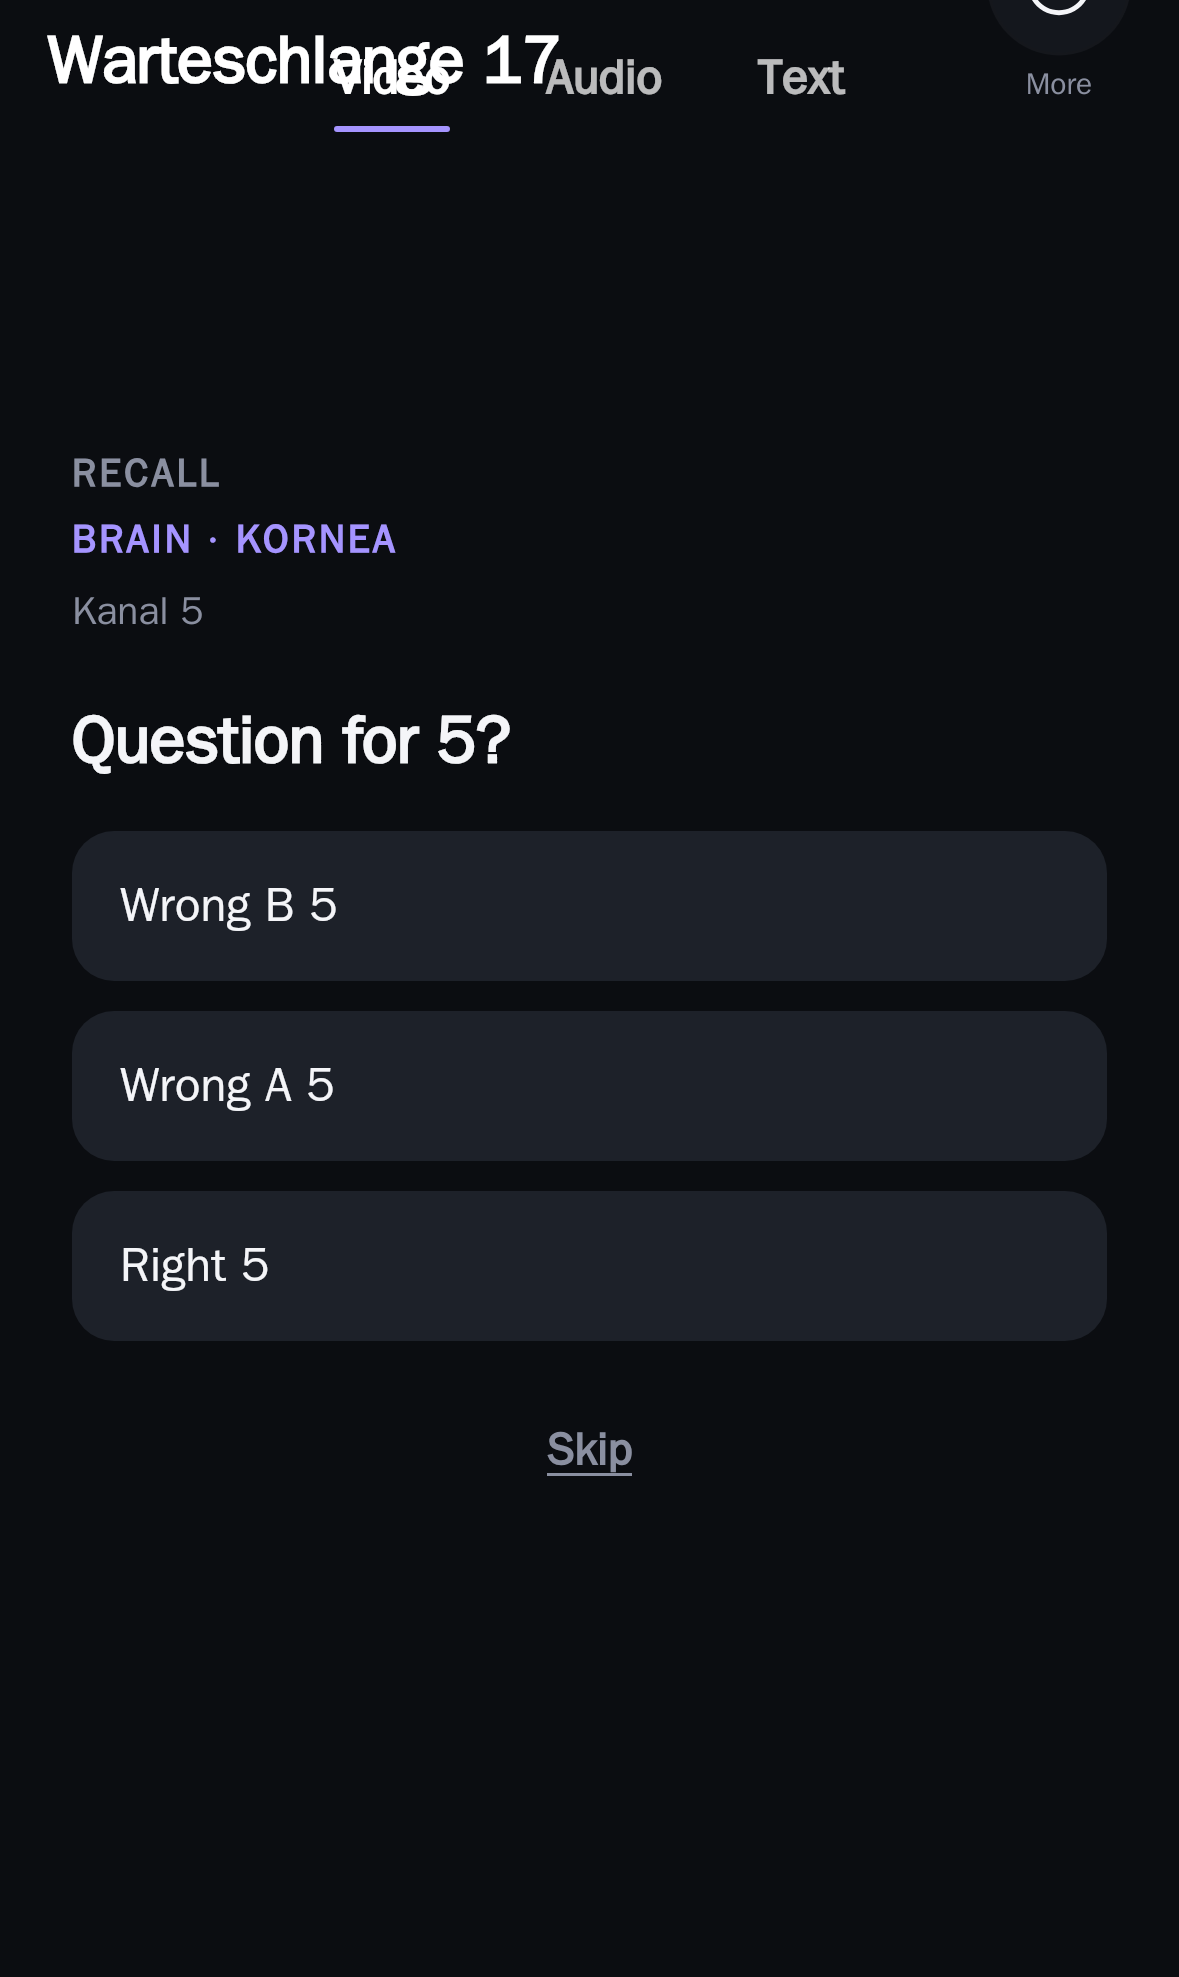 Warteschlange 17
Video Audio Text
More
RECALL
BRAIN · KORNEA
Kanal 5
Question for 5?
Wrong B 5
Wrong A 5
Right 5
Skip